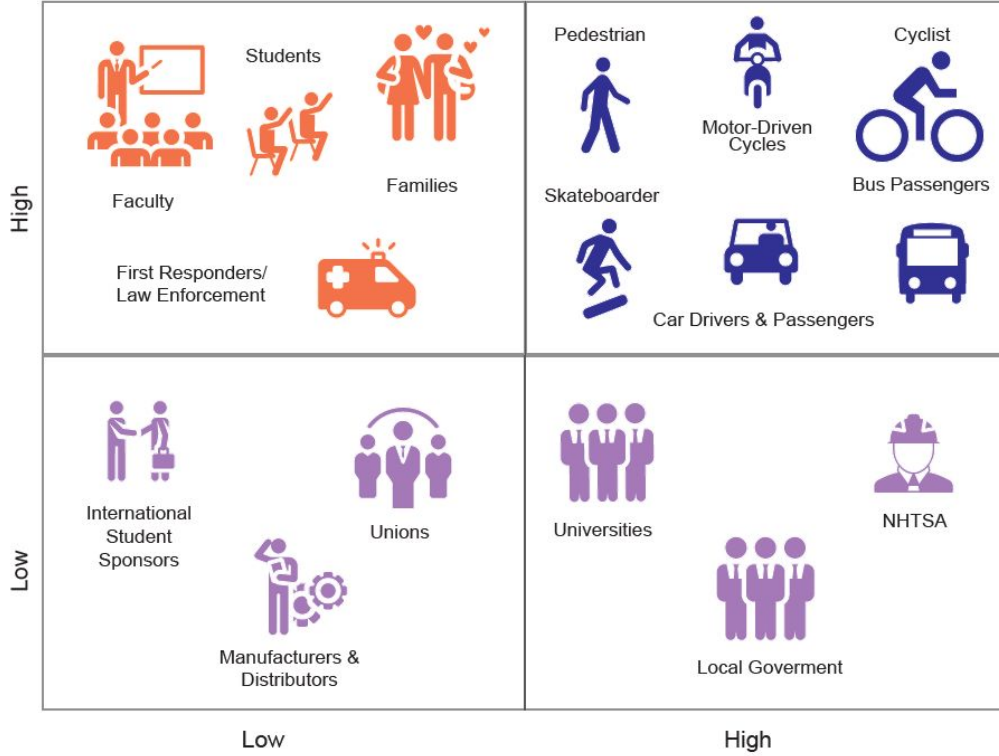 Students
Faculty
Families
First Responders/
Law Enforcement
Pedestrian
Motor-Driven
Cycles
Cyclist
Bus Passengers
Skateboarder
Car Drivers & Passengers
High
International
Student
Sponsors
Unions
Manufacturers &
Distributors
Universities
NHTSA
Local Goverment
Low
Low
High